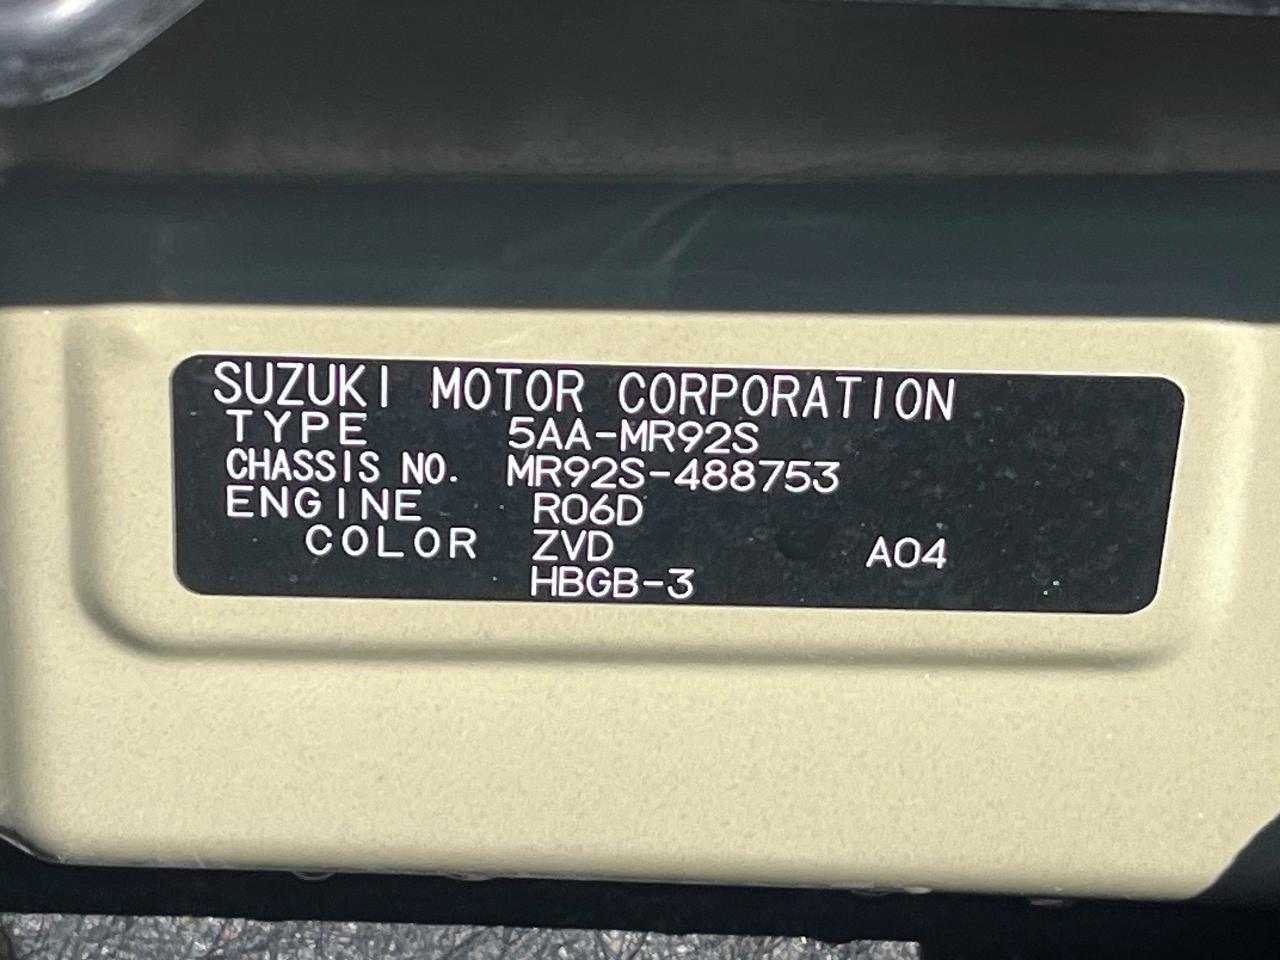 SUZUKI MOTOR CORPORATION
TYPE 5AA-MR92S
CHASSIS NO. MR92S-488753
ENGINE R06D
COLOR ZVD A04
HBGB-3